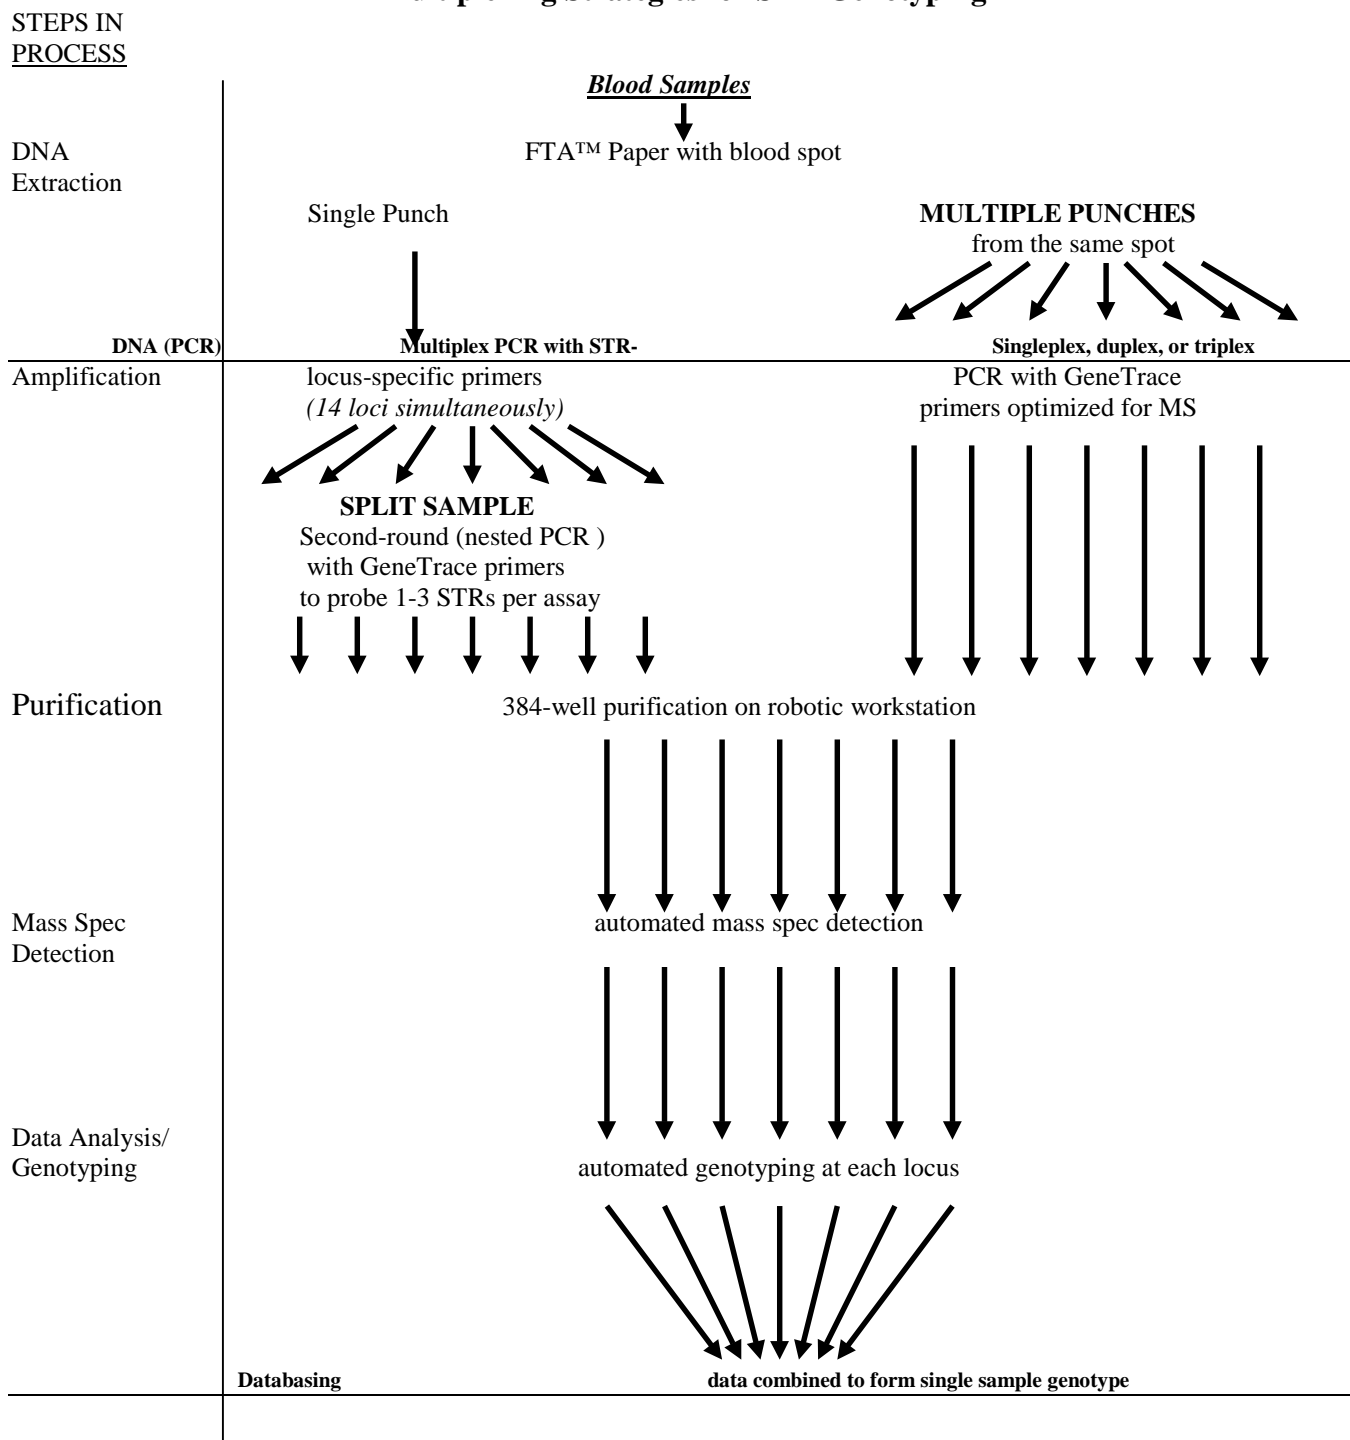 STEPS IN
PROCESS
Blood Samples
DNA
Extraction
FTA™ Paper with blood spot
Single Punch
MULTIPLE PUNCHES
from the same spot
DNA (PCR)
Multiplex PCR with STR-
Singleplex, duplex, or triplex
Amplification
locus-specific primers
(14 loci simultaneously)
PCR with GeneTrace
primers optimized for MS
SPLIT SAMPLE
Second-round (nested PCR )
with GeneTrace primers
to probe 1-3 STRs per assay
Purification
384-well purification on robotic workstation
Mass Spec
Detection
automated mass spec detection
Data Analysis/
Genotyping
automated genotyping at each locus
Databasing
data combined to form single sample genotype